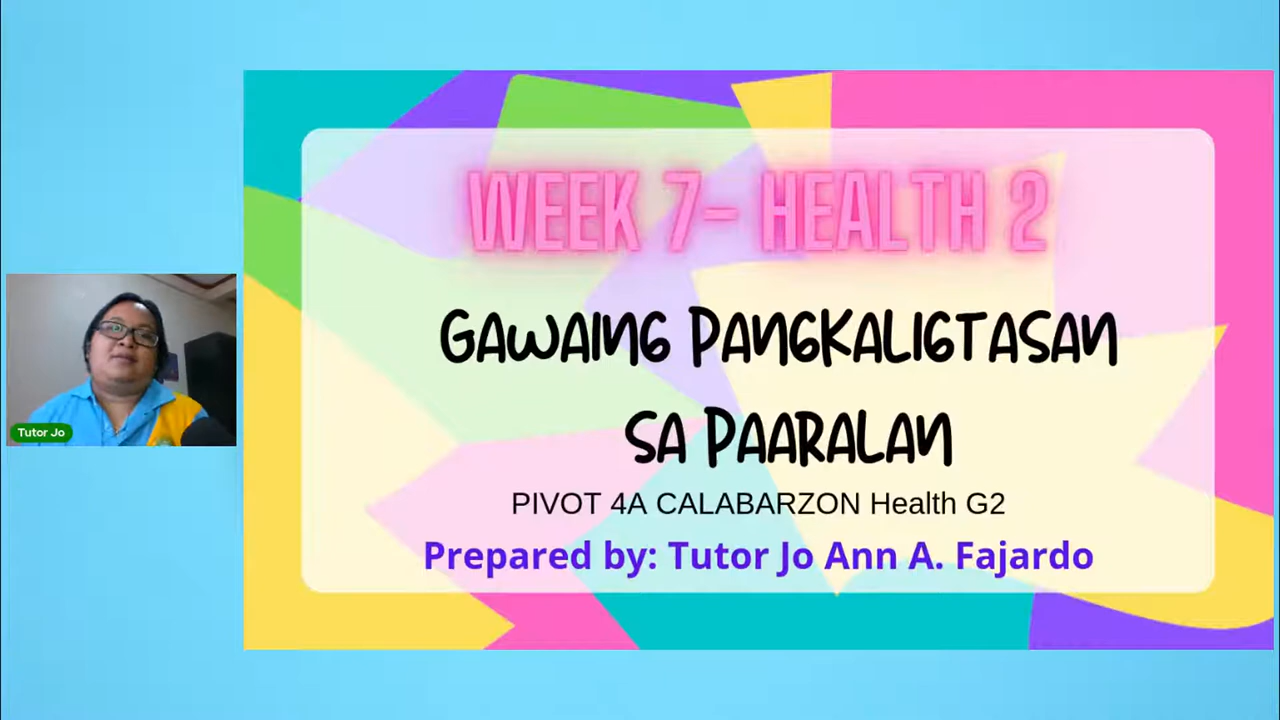 WEEK 7- HEALTH 2
GAWAING PANGKALIGTASAN
SA PAARALAN
PIVOT 4A CALABARZON Health G2
Prepared by: Tutor Jo Ann A. Fajardo
Tutor Jo